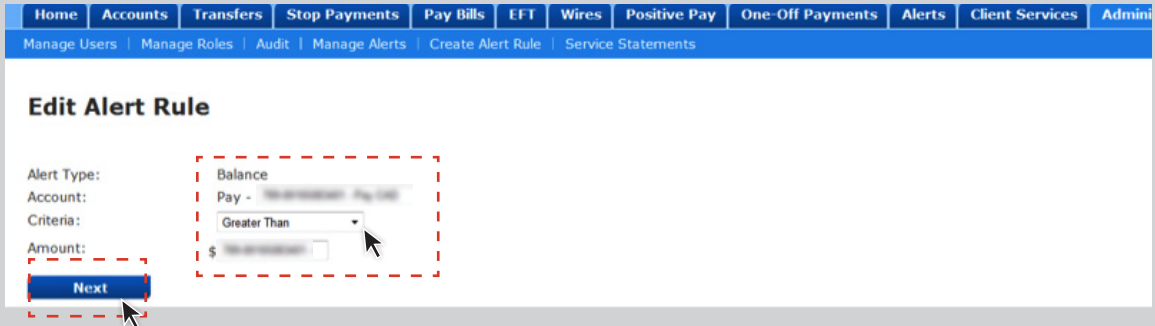 Home Accounts Transfers Stop Payments Pay Bills EFT Wires Positive Pay One-Off Payments Alerts Client Services Admini
Manage Users | Manage Roles | Audit | Manage Alerts | Create Alert Rule | Service Statements
Edit Alert Rule
Alert Type: Balance
Account: Pay -
Criteria: Greater Than
Amount: $
Next